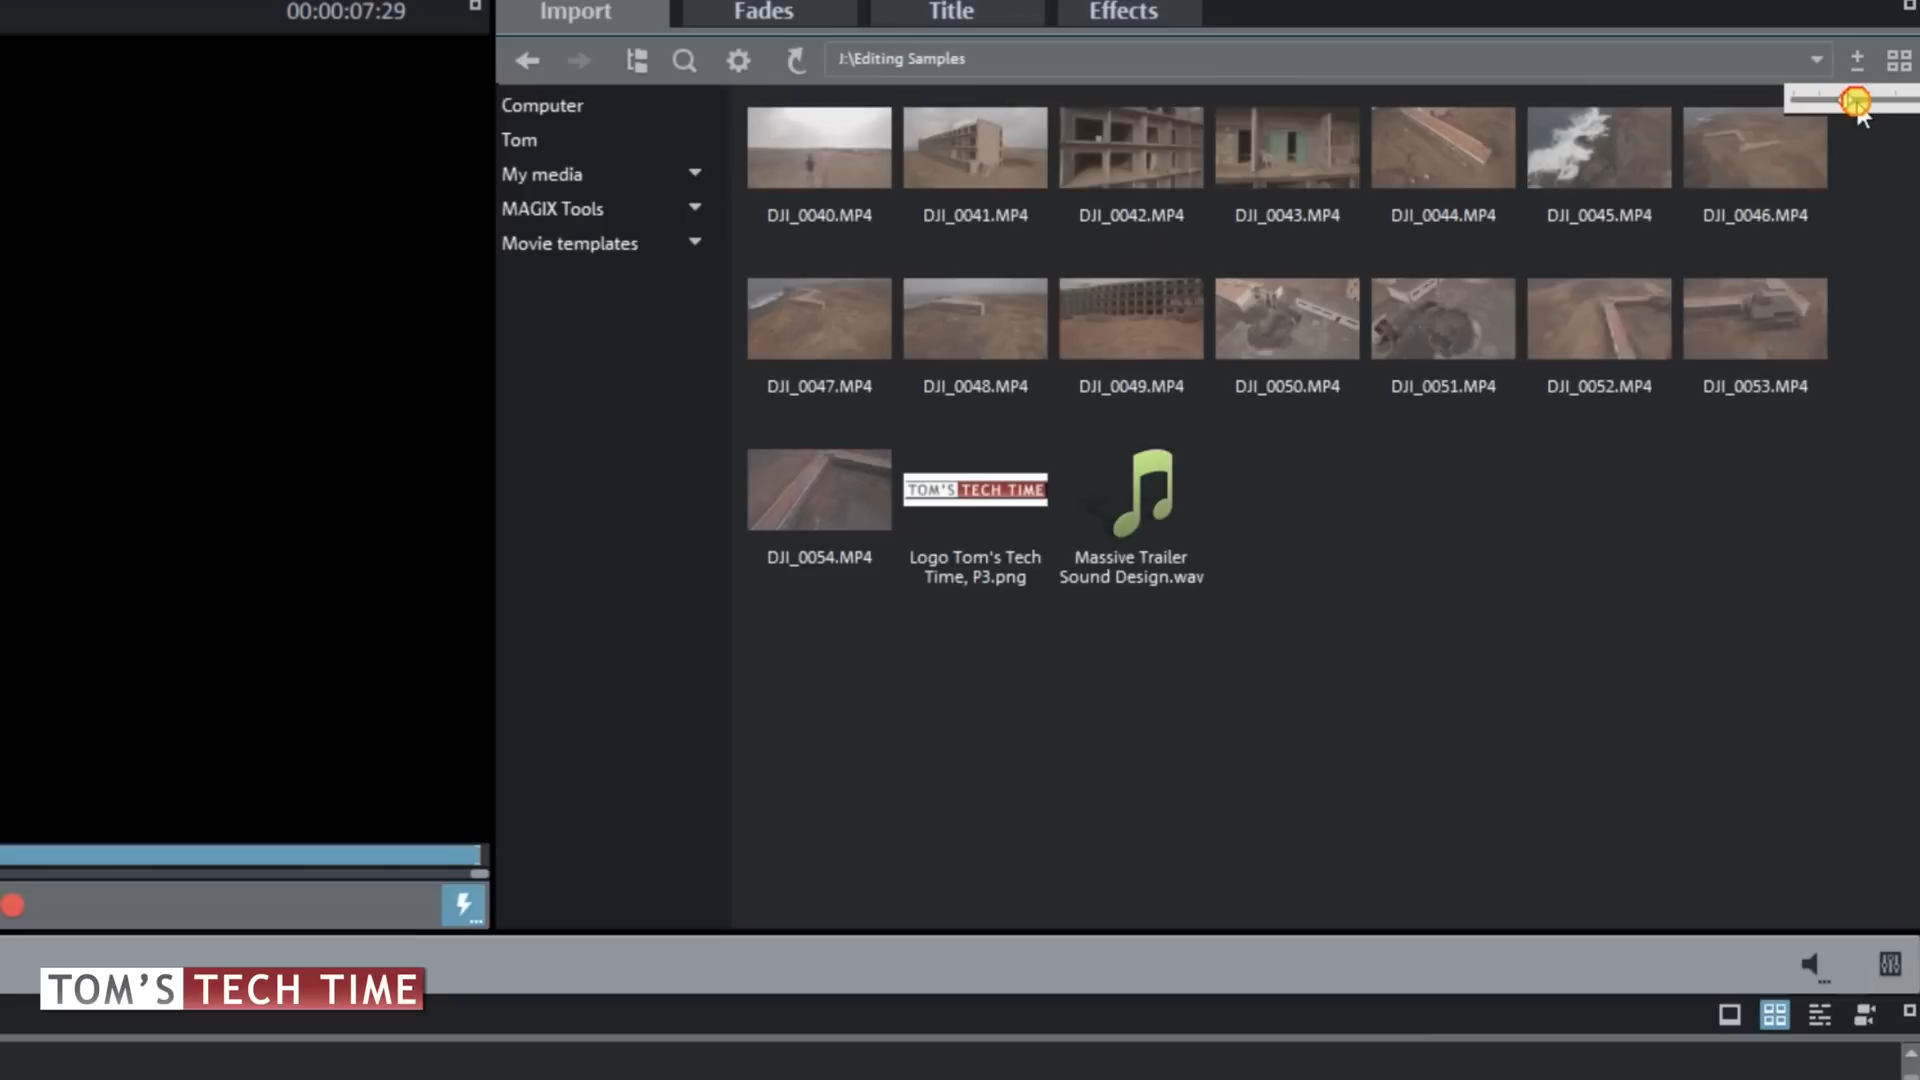 00:00:07:29
Import
Fades
Title
Effects
J:\Editing Samples
Computer
Tom
My media
MAGIX Tools
Movie templates
DJI_0040.MP4
DJI_0041.MP4
DJI_0042.MP4
DJI_0043.MP4
DJI_0044.MP4
DJI_0045.MP4
DJI_0046.MP4
DJI_0047.MP4
DJI_0048.MP4
DJI_0049.MP4
DJI_0050.MP4
DJI_0051.MP4
DJI_0052.MP4
DJI_0053.MP4
TOM'S TECH TIME
DJI_0054.MP4
Logo Tom's Tech
Time, P3.png
Massive Trailer
Sound Design.wav
TOM'S TECH TIME